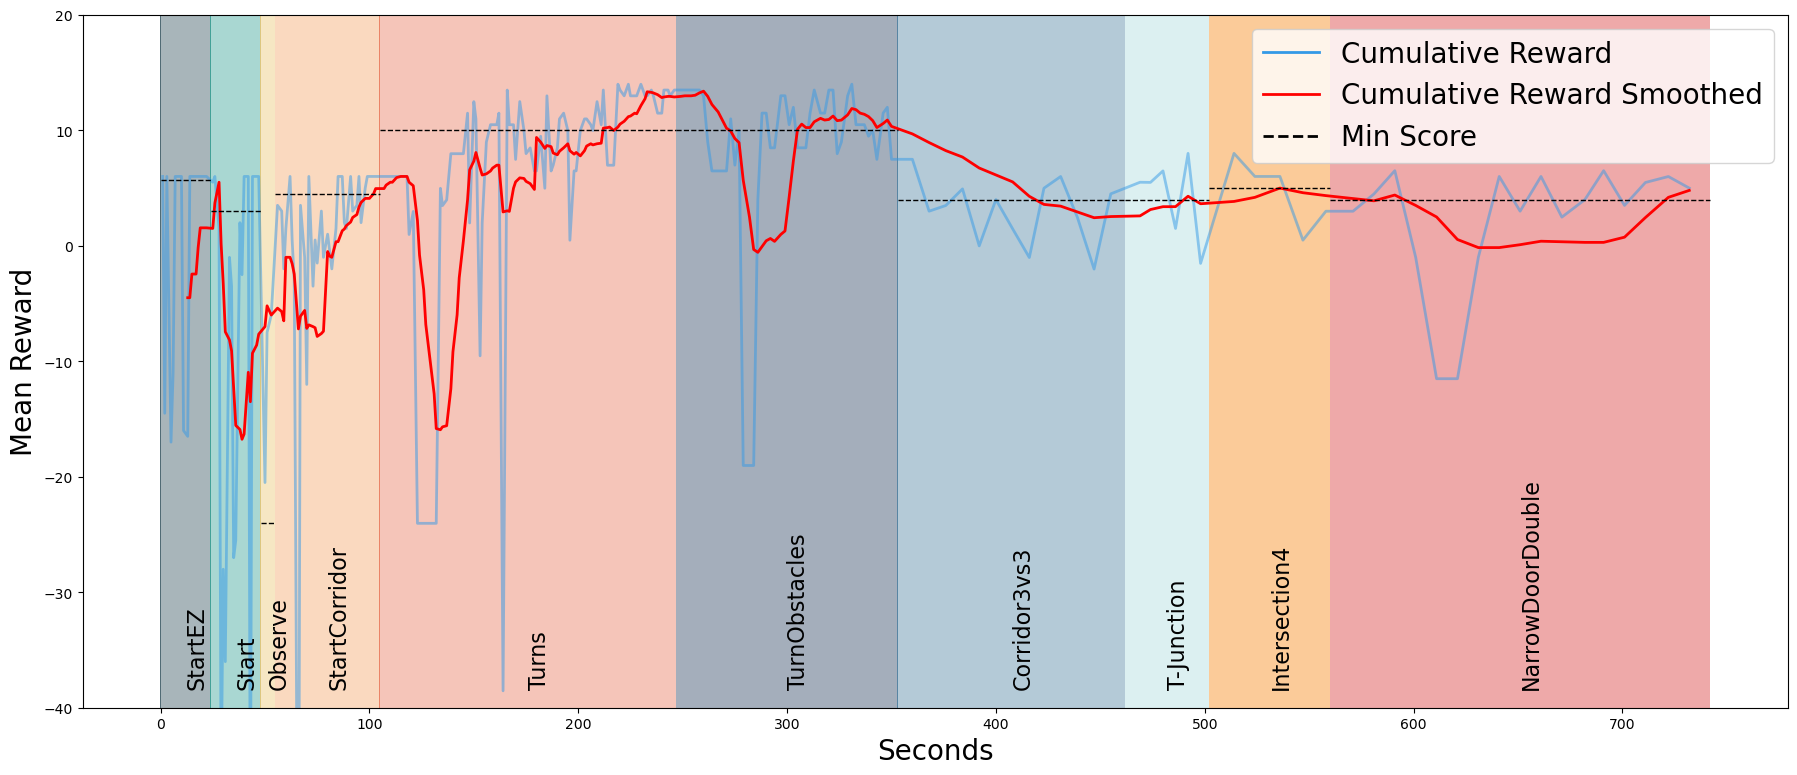 20
10
0
−10
−20
−30
−40
Mean Reward
Cumulative Reward
Cumulative Reward Smoothed
Min Score
StartEZ
Start
Observe
StartCorridor
Turns
TurnObstacles
Corridor3vs3
T-Junction
Intersection4
NarrowDoorDouble
0 100 200 300 400 500 600 700
Seconds